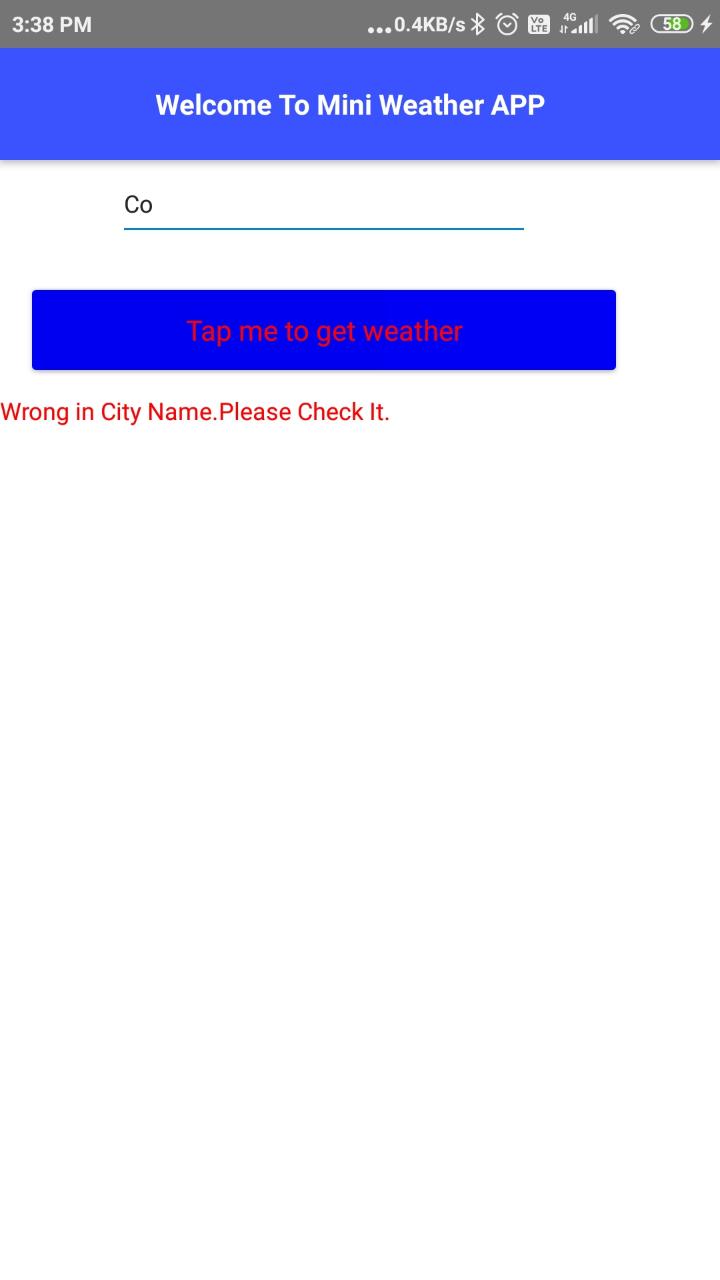 3:38 PM ...0.4KB/s Vo LTE 4G 58
Welcome To Mini Weather APP
Co
Tap me to get weather
Wrong in City Name.Please Check It.